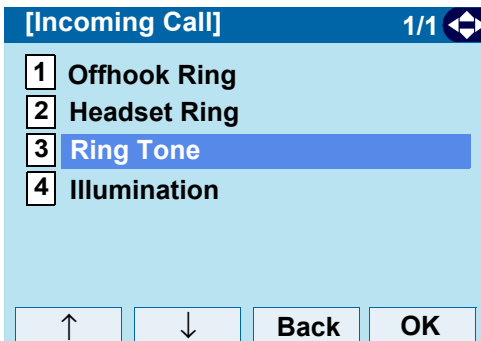 [Incoming Call] 1/1
1 Offhook Ring
2 Headset Ring
3 Ring Tone
4 Illumination
↑ ↓ Back OK